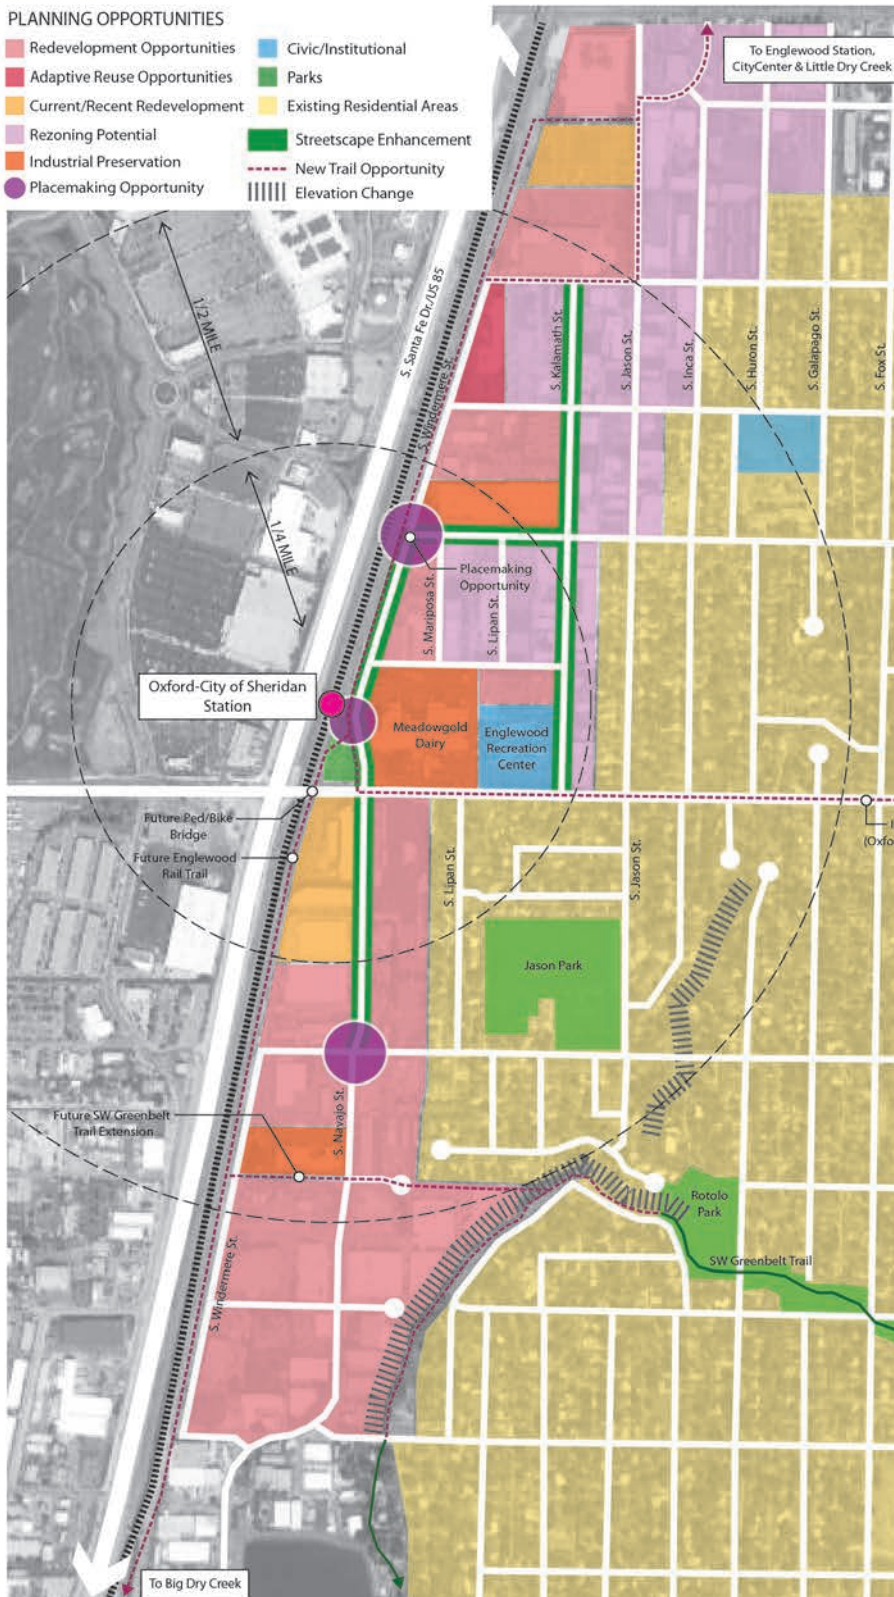 PLANNING OPPORTUNITIES
Redevelopment Opportunities
Adaptive Reuse Opportunities
Current/Recent Redevelopment
Rezoning Potential
Industrial Preservation
Placemaking Opportunity
Civic/Institutional
Parks
Existing Residential Areas
Streetscape Enhancement
New Trail Opportunity
Elevation Change
To Englewood Station,
CityCenter & Little Dry Creek
1/2 MILE
S. Santa Fe Dr./US 85
S. Windermere St.
S. Kalamath St.
S. Jason St.
S. Inca St.
S. Huron St.
S. Galapago St.
S. Fox St.
1/4 MILE
Placemaking
Opportunity
S. Mariposa St.
S. Lipan St.
Oxford-City of Sheridan
Station
Meadowgold
Dairy
Englewood
Recreation
Center
Future Ped/Bike
Bridge
(Oxfo
Future Englewood
Rail Trail
S. Lipan St.
S. Jason St.
Jason Park
Future SW Greenbelt
Trail Extension
S. Navajo St.
Rotolo
Park
SW Greenbelt Trail
S. Windermere St.
To Big Dry Creek